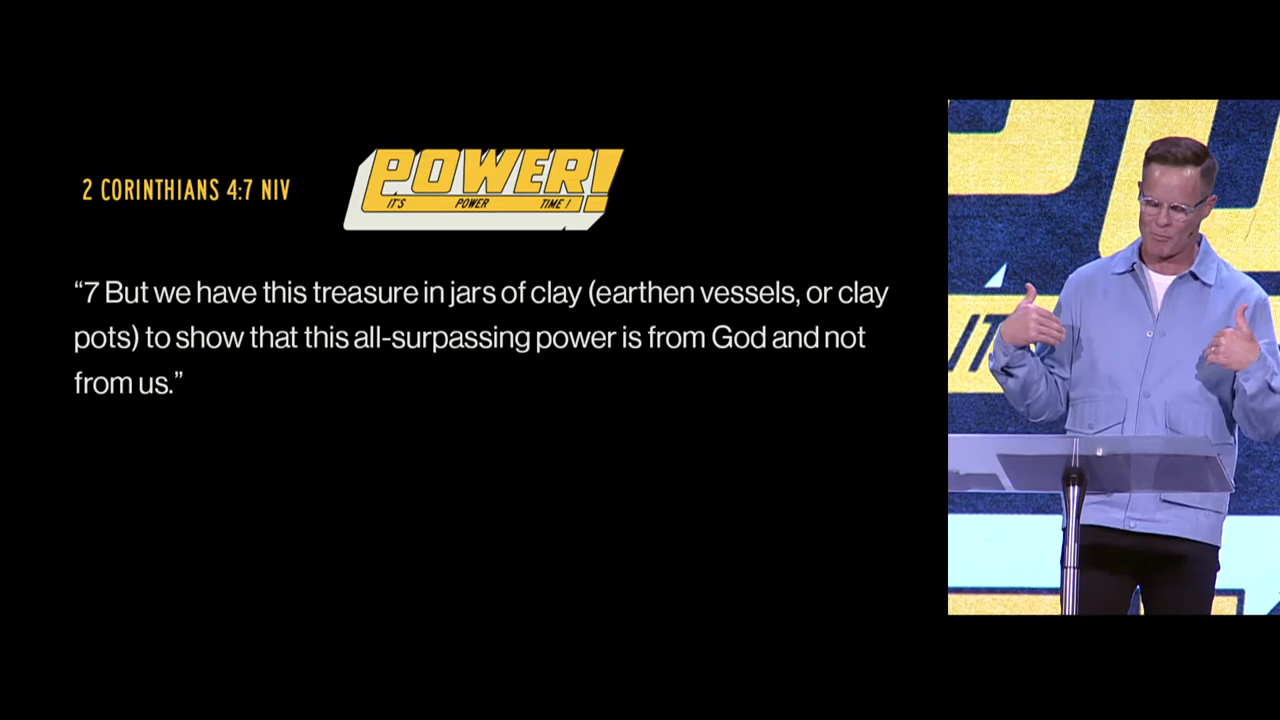 2 CORINTHIANS 4:7 NIV
POWER!
IT'S POWER TIME!
“7 But we have this treasure in jars of clay (earthen vessels, or clay
pots) to show that this all-surpassing power is from God and not
from us.”
IT